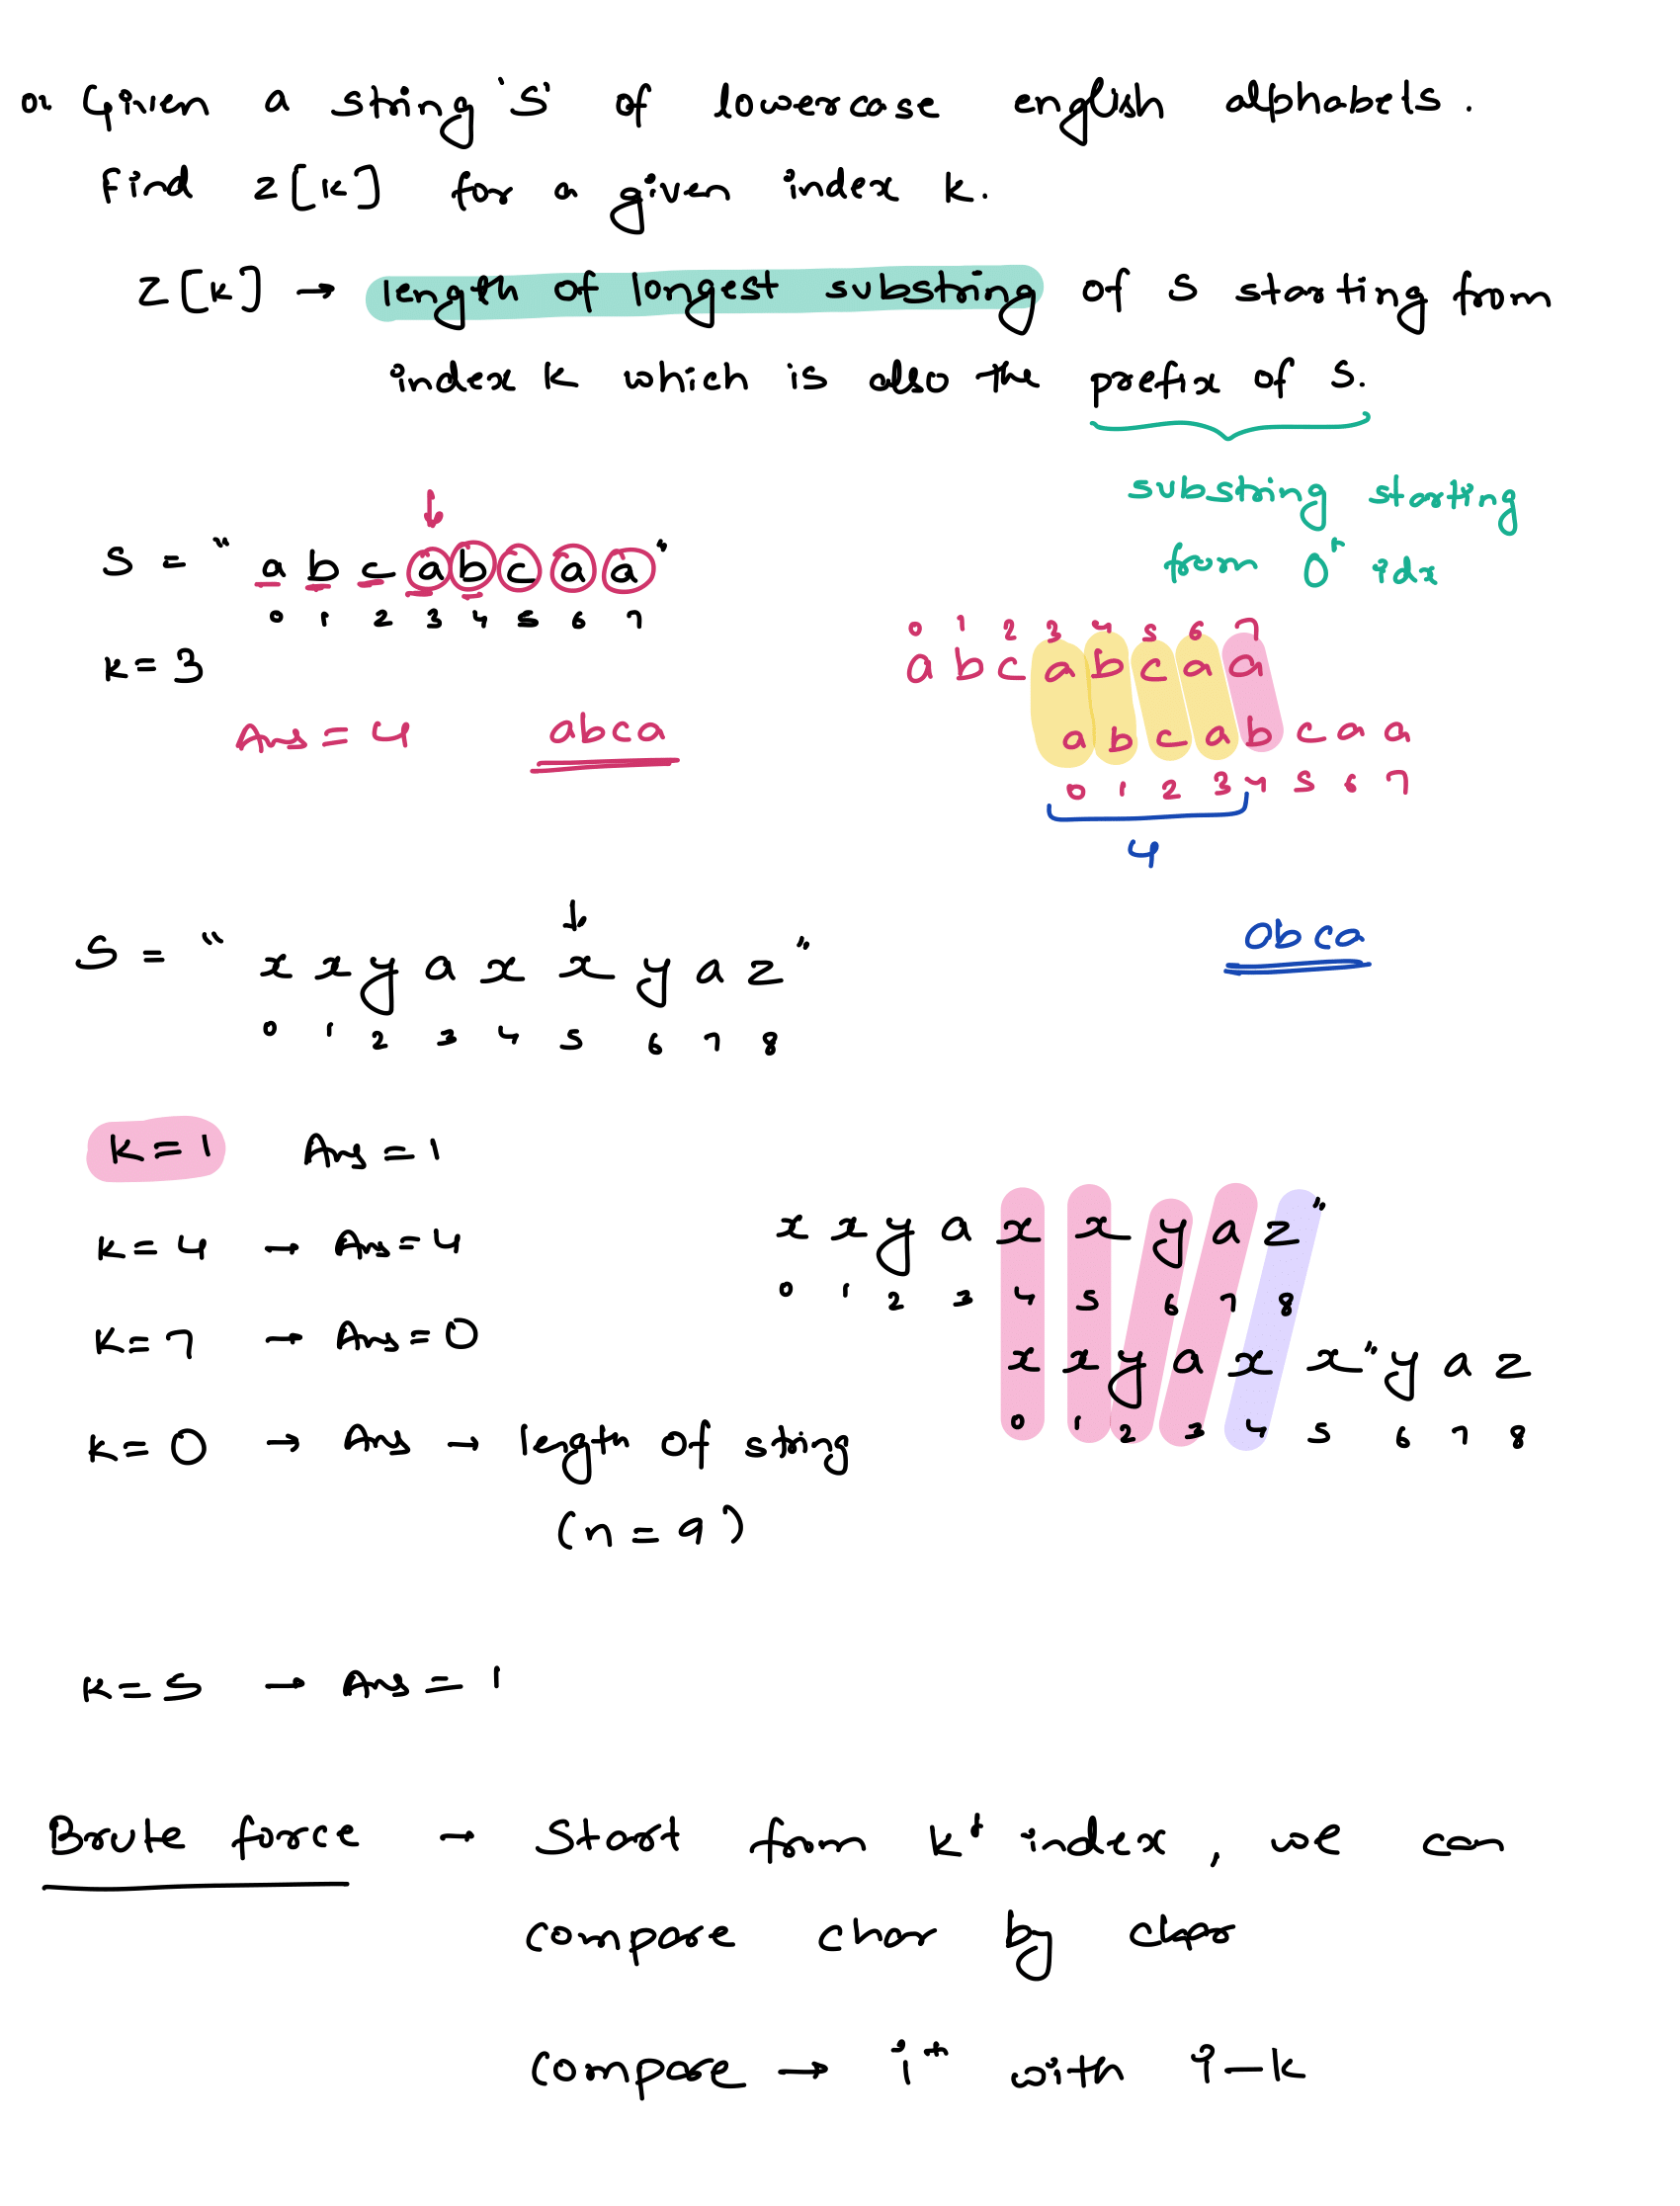 Q. Given a string 'S' of lowercase english alphabets.
Find Z[k] for a given index k.
Z[k] → length of longest substring of S starting from
index k which is also the prefix of S.
substring starting
from 0th idx
S = "a b c a b c a a"
0 1 2 3 4 5 6 7
k = 3
Ans = 4 abca
0 1 2 3 4 5 6 7
a b c a b c a a
a b c a b c a a
0 1 2 3 4 5 6 7
4
abca
S = "x x y a x x y a z"
0 1 2 3 4 5 6 7 8
k = 1 Ans = 1
k = 4 → Ans = 4
k = 7 → Ans = 0
k = 0 → Ans → length of string
(n = 9)
x x y a x x y a z"
0 1 2 3 4 5 6 7 8
x x y a x x" y a z
0 1 2 3 4 5 6 7 8
k = 5 → Ans = 1
Brute force → Start from kt index, we can
compare char by char
compare → it with i-k